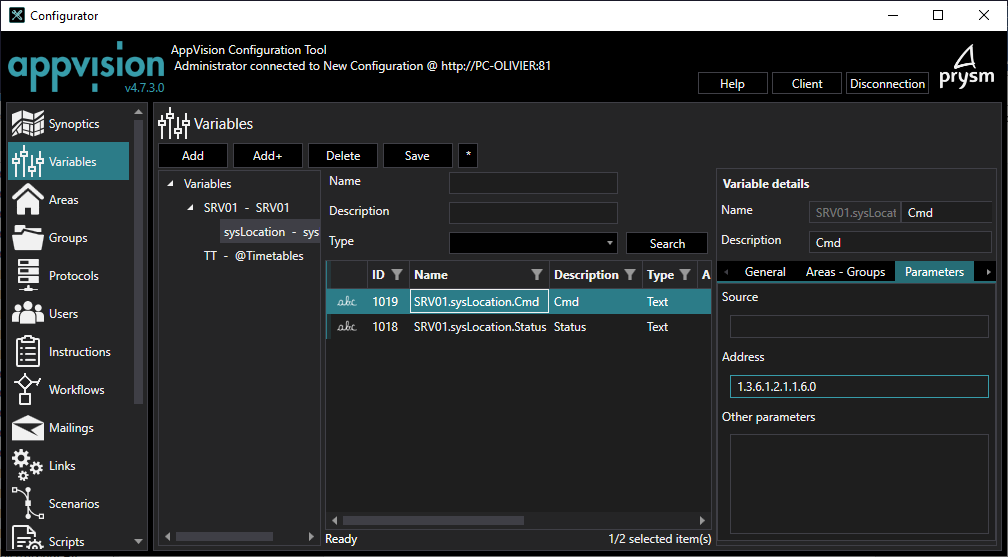 Configurator
appvision
v4.7.3.0
AppVision Configuration Tool
Administrator connected to New Configuration @ http://PC-OLIVIER:81
Help
Client
Disconnection
prysm
Synoptics
Variables
Areas
Groups
Protocols
Users
Instructions
Workflows
Mailings
Links
Scenarios
Scripts
Variables
Add
Add+
Delete
Save
*
Variables
SRV01 - SRV01
sysLocation - sys
TT - @Timetables
Name
Description
Type
Search
ID Name Description Type A
abc 1019 SRV01.sysLocation.Cmd Cmd Text
abc 1018 SRV01.sysLocation.Status Status Text
Ready
1/2 selected item(s)
Variable details
Name SRV01.sysLocat Cmd
Description Cmd
General Areas - Groups Parameters
Source
Address
1.3.6.1.2.1.1.6.0
Other parameters